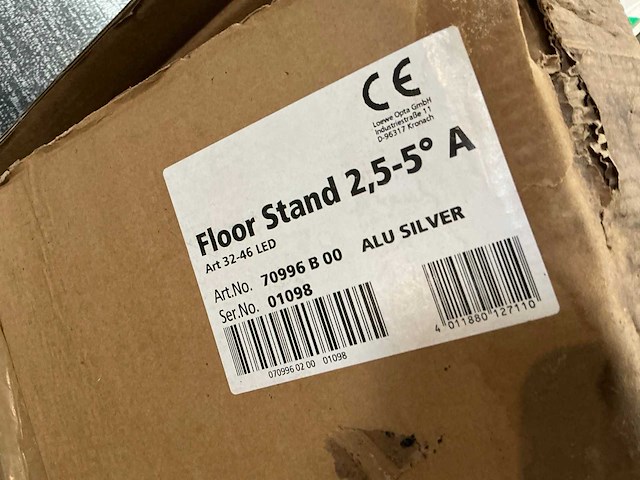 CE
Loewe Opta GmbH
Industriestraße 11
D-96317 Kronach
Floor Stand 2,5-5° A
Art 32-46 LED
Art.No. 70996 B 00 ALU SILVER
Ser.No. 01098
070996 02 00 01098
4 011880 127110